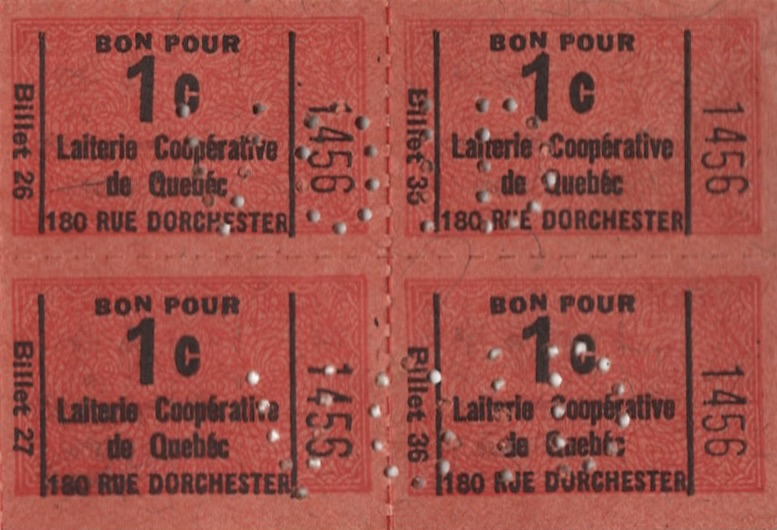 Billet 26
BON POUR
1c
Laiterie Coopérative
de Quebéc
180 RUE DORCHESTER
1456
Billet 36
BON POUR
1c
Laiterie Coopérative
de Quebéc
180 RUE DORCHESTER
1456
Billet 27
BON POUR
1c
Laiterie Coopérative
de Quebéc
180 RUE DORCHESTER
1456
Billet 36
BON POUR
1c
Laiterie Coopérative
de Quebéc
180 RUE DORCHESTER
1456